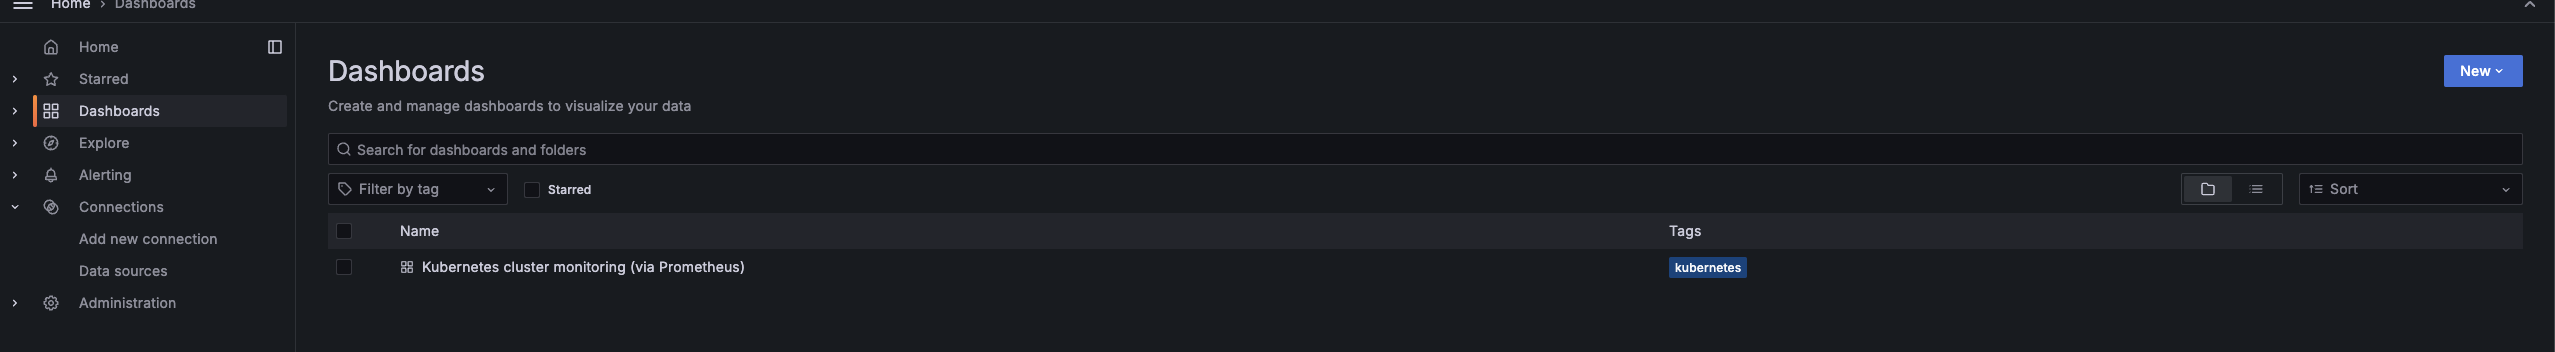 Home › Dashboards
Home
Starred
Dashboards
Explore
Alerting
Connections
Add new connection
Data sources
Administration
Dashboards
New
Create and manage dashboards to visualize your data
Search for dashboards and folders
Filter by tag
Starred
Sort
Name Tags
Kubernetes cluster monitoring (via Prometheus) kubernetes